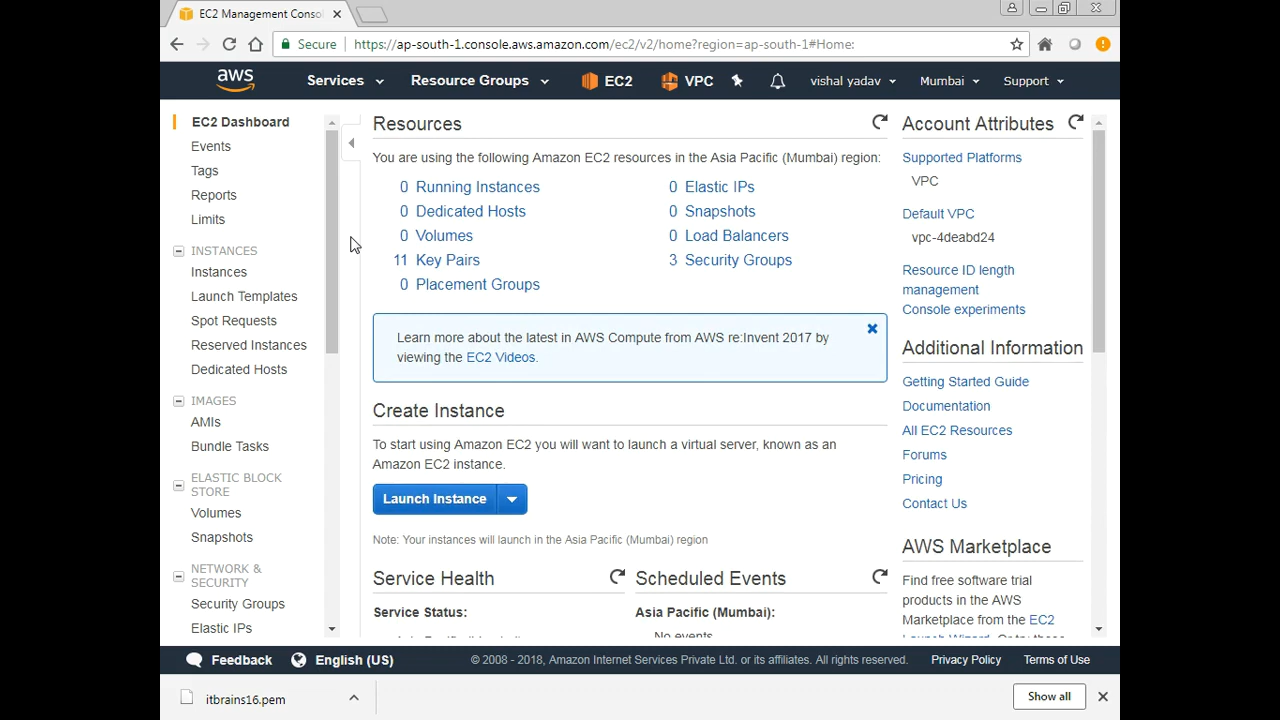 EC2 Management Conso
Secure
https://ap-south-1.console.aws.amazon.com/ec2/v2/home?region=ap-south-1#Home:
aws
Services
Resource Groups
EC2
VPC
vishal yadav
Mumbai
Support
EC2 Dashboard
Events
Tags
Reports
Limits
INSTANCES
Instances
Launch Templates
Spot Requests
Reserved Instances
Dedicated Hosts
IMAGES
AMIs
Bundle Tasks
ELASTIC BLOCK
STORE
Volumes
Snapshots
NETWORK &
SECURITY
Security Groups
Elastic IPs
Resources
You are using the following Amazon EC2 resources in the Asia Pacific (Mumbai) region:
0 Running Instances
0 Elastic IPs
0 Dedicated Hosts
0 Snapshots
0 Volumes
0 Load Balancers
11 Key Pairs
3 Security Groups
0 Placement Groups
Learn more about the latest in AWS Compute from AWS re:Invent 2017 by
viewing the EC2 Videos.
Create Instance
To start using Amazon EC2 you will want to launch a virtual server, known as an
Amazon EC2 instance.
Launch Instance
Note: Your instances will launch in the Asia Pacific (Mumbai) region
Service Health
Service Status:
Scheduled Events
Asia Pacific (Mumbai):
No events
Account Attributes
Supported Platforms
VPC
Default VPC
vpc-4deabd24
Resource ID length
management
Console experiments
Additional Information
Getting Started Guide
Documentation
All EC2 Resources
Forums
Pricing
Contact Us
AWS Marketplace
Find free software trial
products in the AWS
Marketplace from the EC2
Feedback
English (US)
© 2008 - 2018, Amazon Internet Services Private Ltd. or its affiliates. All rights reserved.
Privacy Policy
Terms of Use
itbrains16.pem
Show all